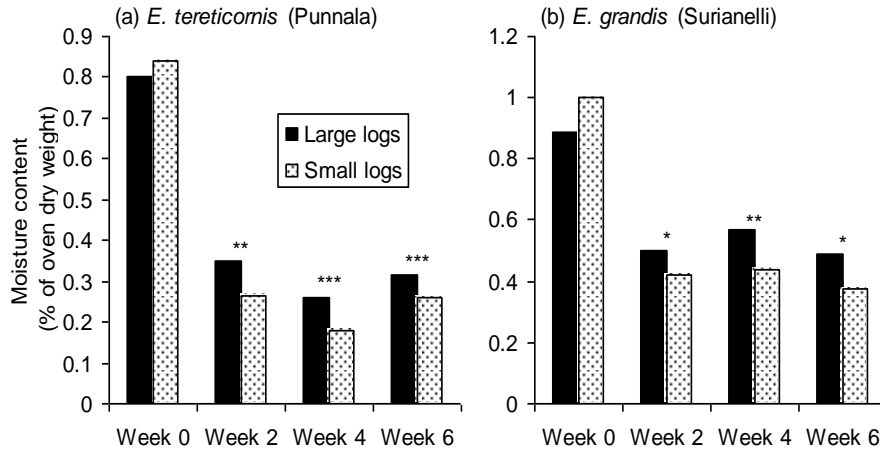 (a) E. tereticornis (Punnala)
Moisture content
(% of oven dry weight)
0.9
0.8
0.7
0.6
0.5
0.4
0.3
0.2
0.1
0
Large logs
Small logs
**
***
***
Week 0 Week 2 Week 4 Week 6
(b) E. grandis (Surianelli)
1.2
1
0.8
0.6
0.4
0.2
0
*
**
*
Week 0 Week 2 Week 4 Week 6